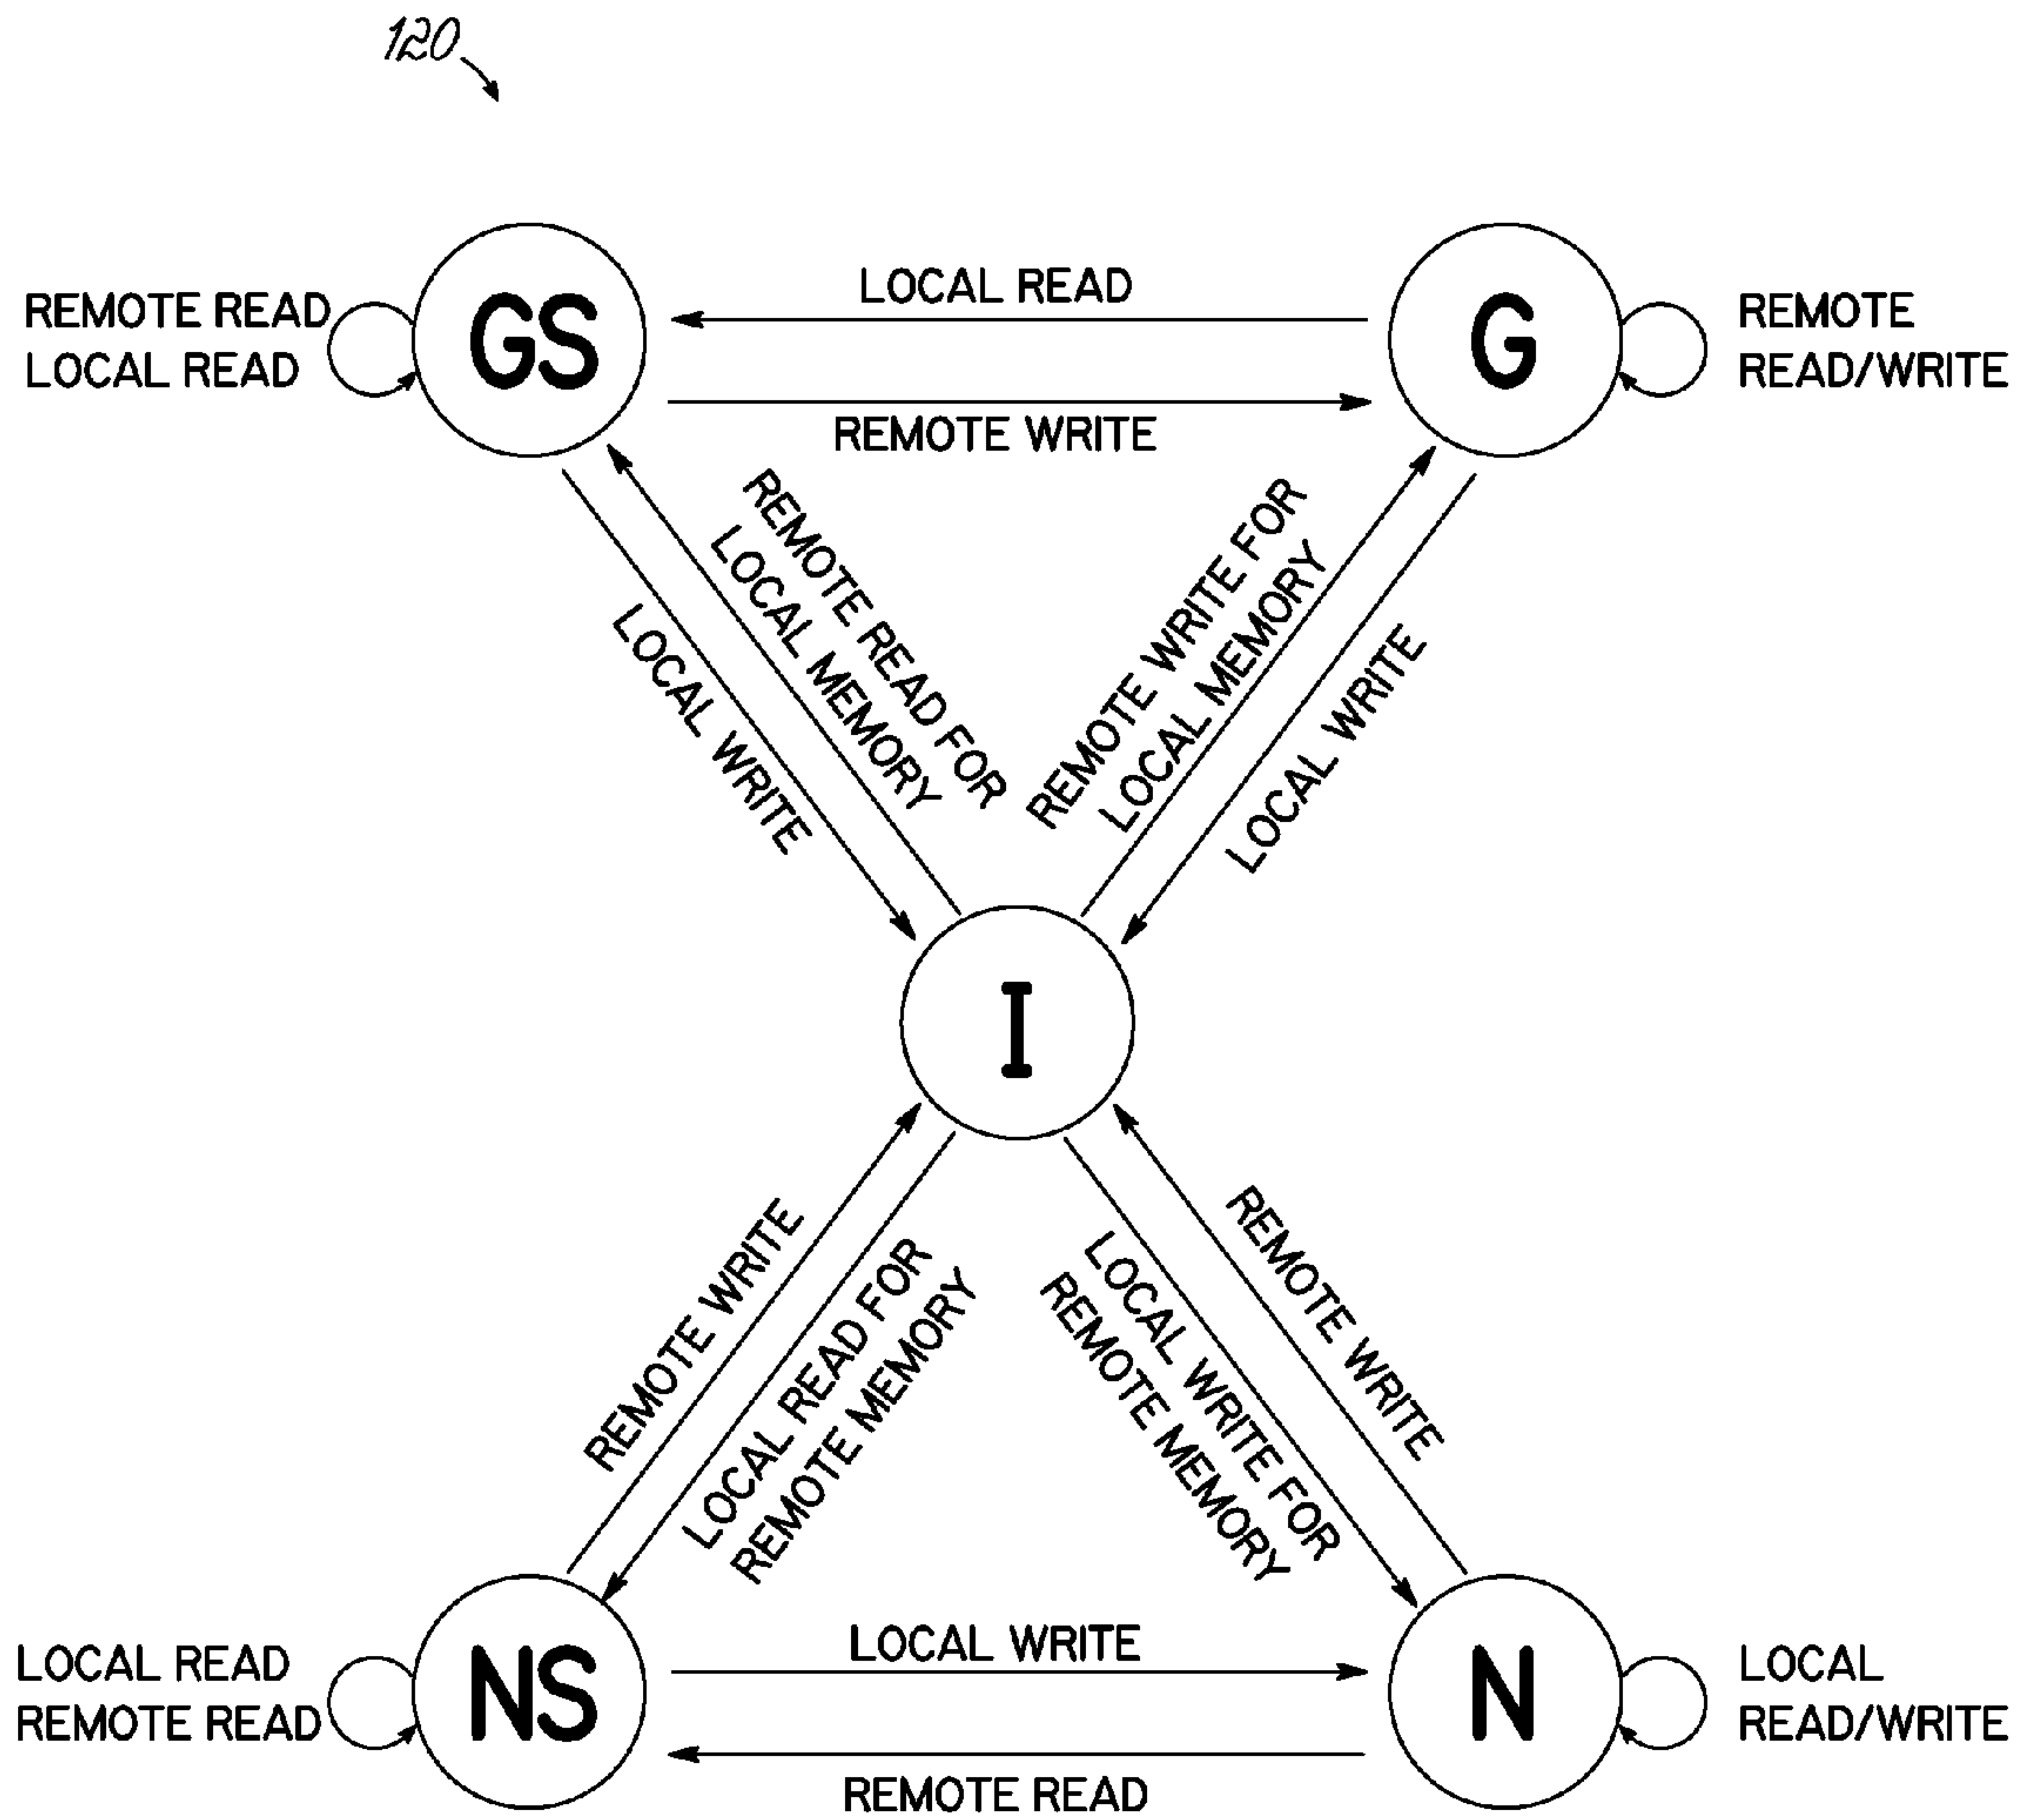 120
LOCAL READ
REMOTE READ
LOCAL READ
GS
G
REMOTE
READ/WRITE
REMOTE WRITE
REMOTE READ FOR
LOCAL MEMORY
LOCAL WRITE
REMOTE WRITE FOR
LOCAL MEMORY
LOCAL WRITE
I
REMOTE WRITE
LOCAL READ FOR
REMOTE MEMORY
LOCAL WRITE FOR
REMOTE MEMORY
REMOTE WRITE
LOCAL WRITE
LOCAL READ
REMOTE READ
NS
N
LOCAL
READ/WRITE
REMOTE READ